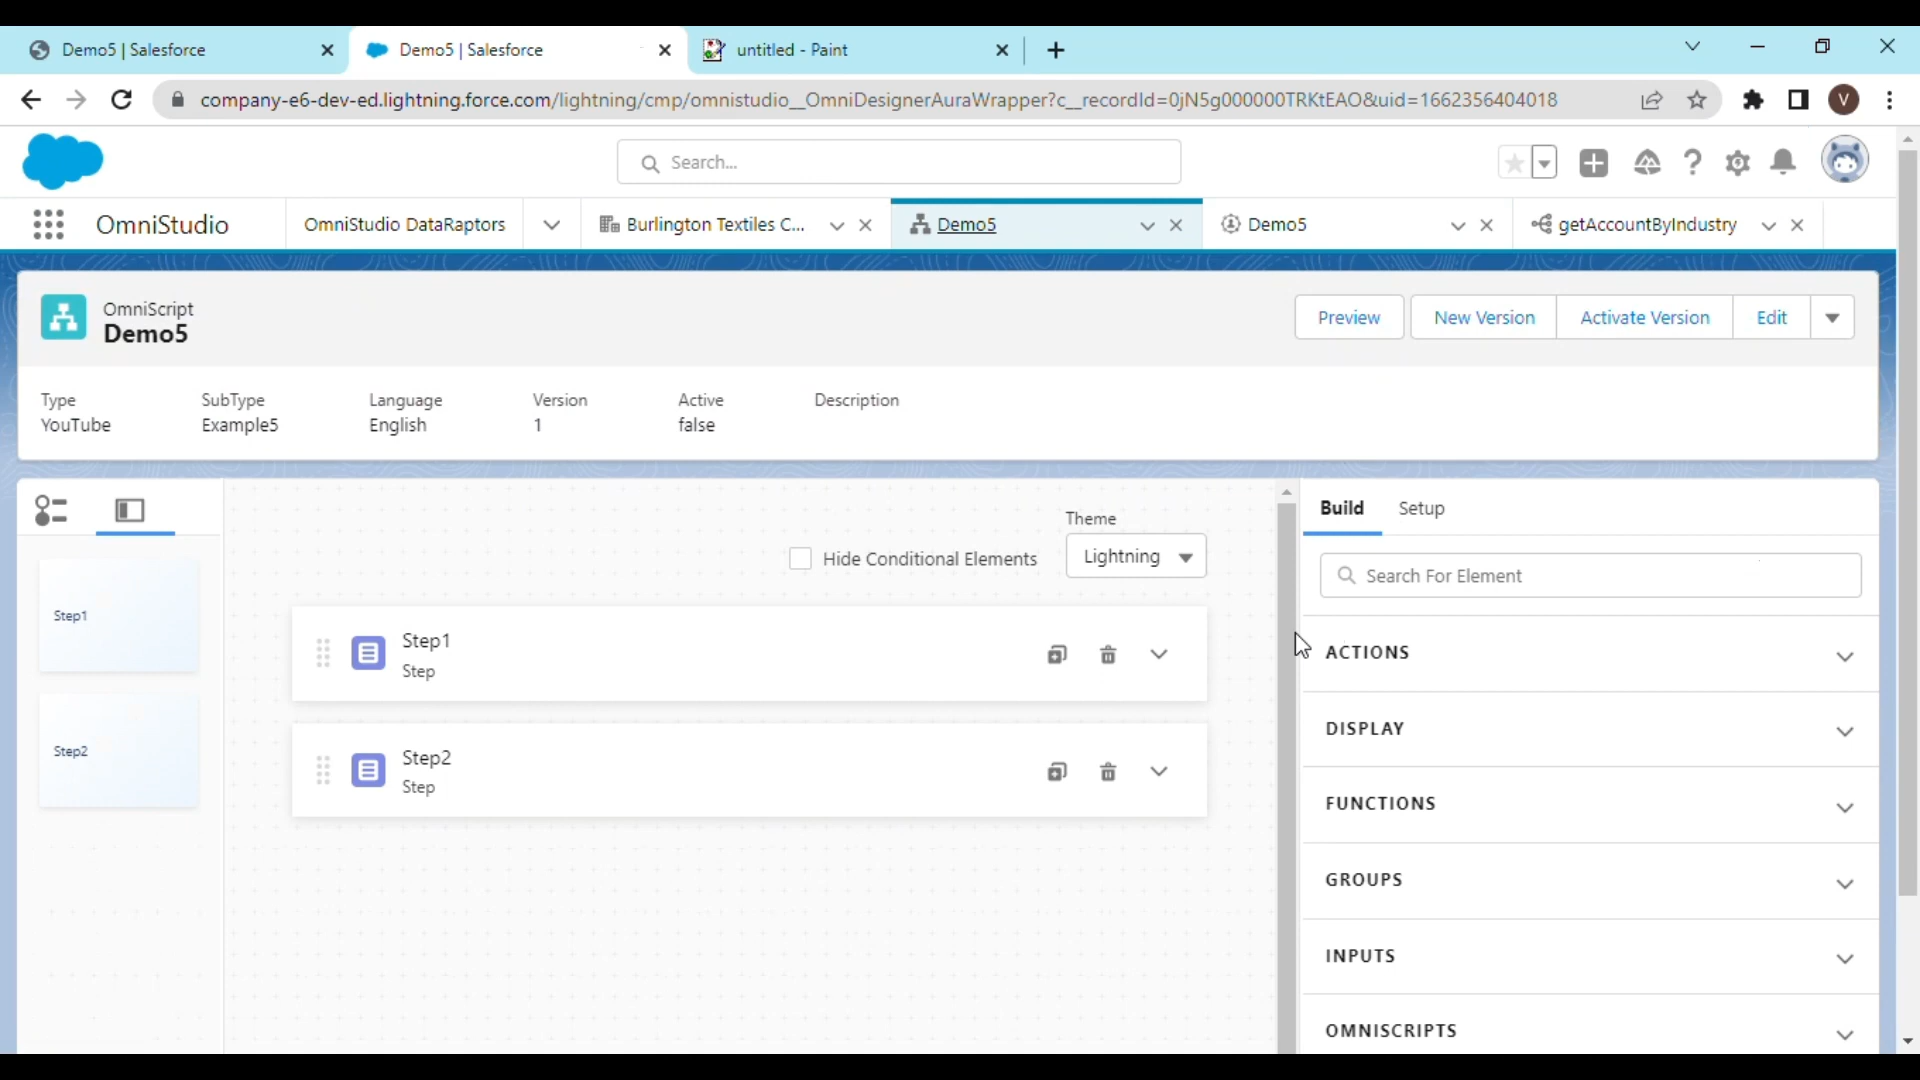 Demo5 | Salesforce
Demo5 | Salesforce
untitled - Paint
company-e6-dev-ed.lightning.force.com/lightning/cmp/omnistudio__OmniDesignerAuraWrapper?c__recordId=0jN5g000000TRKtEAO&uid=1662356404018
V
Search...
OmniStudio
OmniStudio DataRaptors
Burlington Textiles C...
Demo5
Demo5
getAccountByIndustry
OmniScript
Demo5
Preview
New Version
Activate Version
Edit
Type
SubType
Language
Version
Active
Description
YouTube
Example5
English
1
false
Build
Setup
Theme
Hide Conditional Elements
Lightning
Search For Element
Step1
Step1
Step
ACTIONS
DISPLAY
Step2
Step2
Step
FUNCTIONS
GROUPS
INPUTS
OMNISCRIPTS